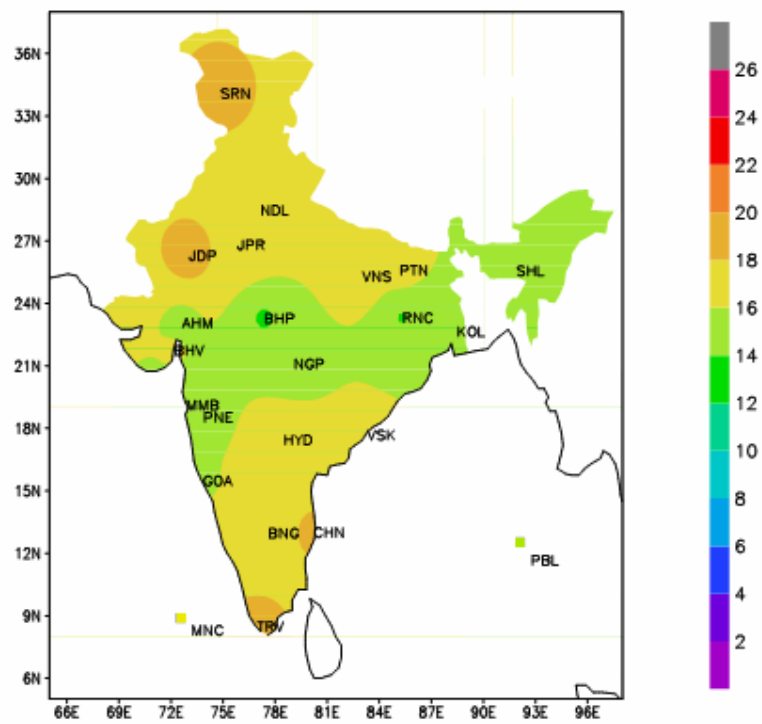 36N
26
SRN
33N
24
30N
22
NDL
20
27N
JPR
JDP
PTN
SHL
VNS
18
24N
AHM
BHP
RNC
16
KOL
BHV
21N
NGP
14
MMB
PNE
12
18N
HYD
VSK
10
GOA
15N
8
BNG
CHN
12N
PBL
6
9N
TRV
4
MNC
2
6N
66E 69E 72E 75E 78E 81E 84E 87E 90E 93E 96E